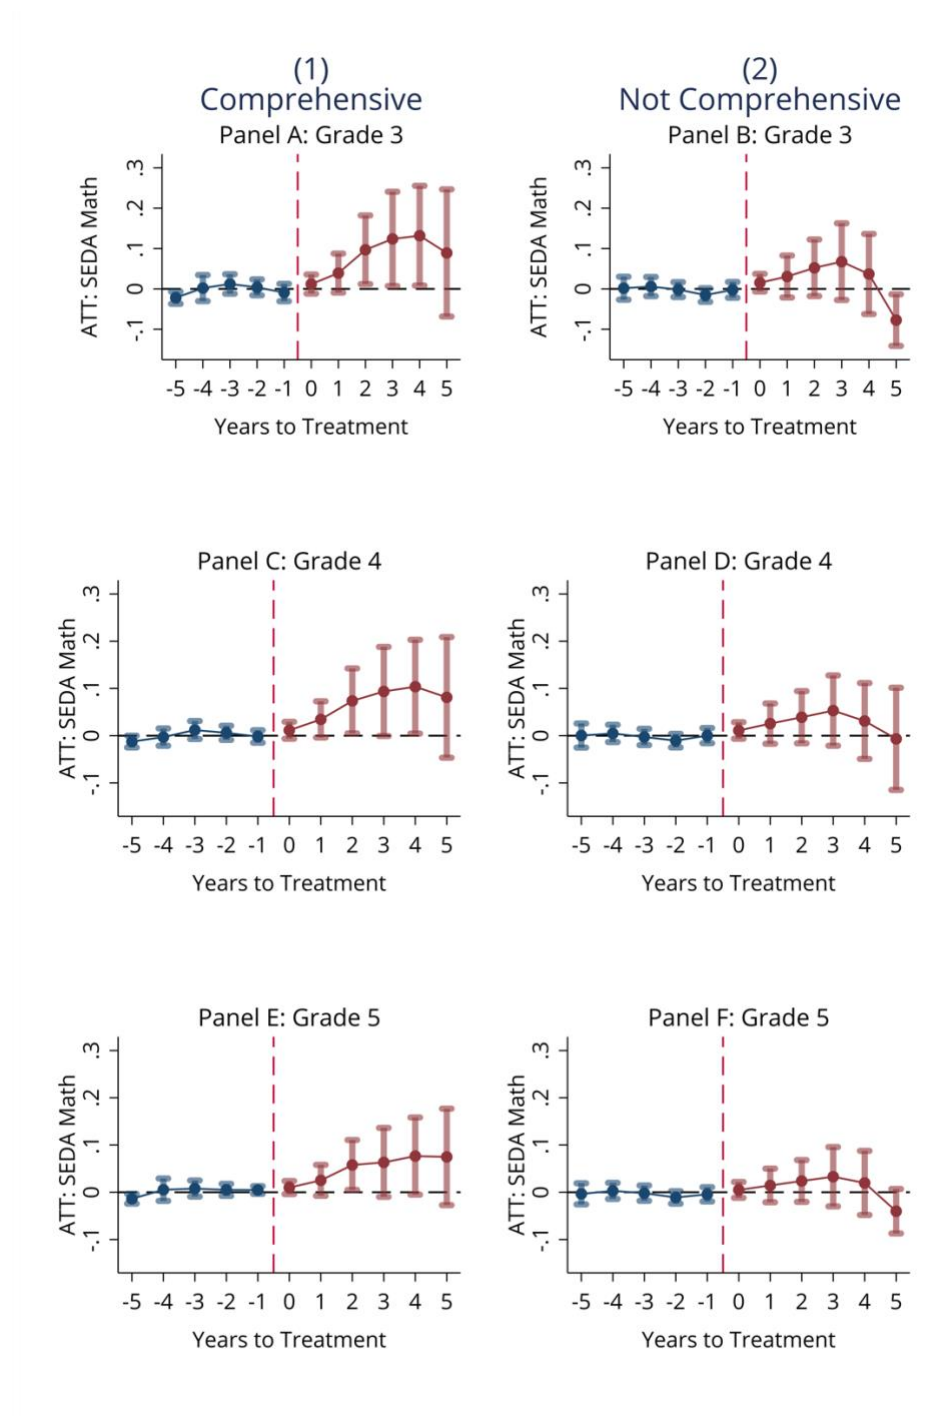 (1)
Comprehensive
(2)
Not Comprehensive
Panel A: Grade 3
ATT: SEDA Math
.3
.2
.1
0
-.1
-5 -4 -3 -2 -1 0 1 2 3 4 5
Years to Treatment
Panel B: Grade 3
ATT: SEDA Math
.3
.2
.1
0
-.1
-5 -4 -3 -2 -1 0 1 2 3 4 5
Years to Treatment
Panel C: Grade 4
ATT: SEDA Math
.3
.2
.1
0
-.1
-5 -4 -3 -2 -1 0 1 2 3 4 5
Years to Treatment
Panel D: Grade 4
ATT: SEDA Math
.3
.2
.1
0
-.1
-5 -4 -3 -2 -1 0 1 2 3 4 5
Years to Treatment
Panel E: Grade 5
ATT: SEDA Math
.3
.2
.1
0
-.1
-5 -4 -3 -2 -1 0 1 2 3 4 5
Years to Treatment
Panel F: Grade 5
ATT: SEDA Math
.3
.2
.1
0
-.1
-5 -4 -3 -2 -1 0 1 2 3 4 5
Years to Treatment